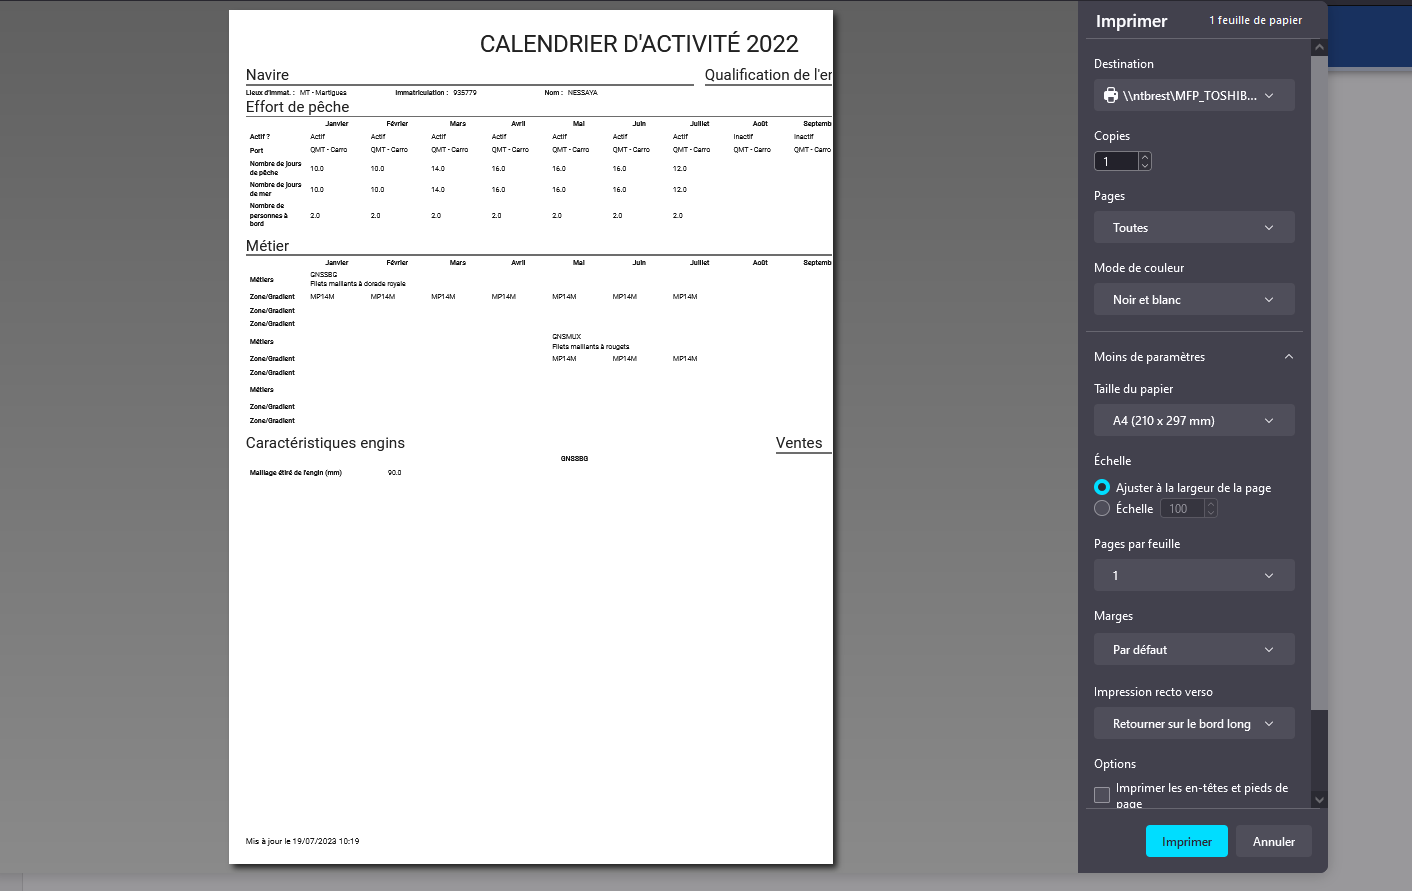 CALENDRIER D'ACTIVITÉ 2022
Navire
Qualification de l'er
Lieux d'immat. : MT - Martigues Immatriculation : 935779 Nom : NESSAYA
Effort de pêche
Janvier Février Mars Avril Mai Juin Juillet Août Septemb
Actif ? Actif Actif Actif Actif Actif Actif Actif Inactif Inactif
Port QMT - Carro QMT - Carro QMT - Carro QMT - Carro QMT - Carro QMT - Carro QMT - Carro QMT - Carro QMT - Carro
Nombre de jours
de pêche 10.0 10.0 14.0 16.0 16.0 16.0 12.0
Nombre de jours
de mer 10.0 10.0 14.0 16.0 16.0 16.0 12.0
Nombre de
personnes à 2.0 2.0 2.0 2.0 2.0 2.0 2.0
bord
Métier
Janvier Février Mars Avril Mai Juin Juillet Août Septemb
Métiers GNSSBG
Filets maillants à dorade royale
Zone/Gradient MP14M MP14M MP14M MP14M MP14M MP14M MP14M
Zone/Gradient
Zone/Gradient
Métiers GNSMUX
Filets maillants à rougets
Zone/Gradient MP14M MP14M MP14M
Zone/Gradient
Métiers
Zone/Gradient
Zone/Gradient
Caractéristiques engins
Ventes
GNSSBG
Maillage étiré de l'engin (mm) 90.0
Mis à jour le 19/07/2023 10:19
Imprimer 1 feuille de papier
Destination
\\ntbrest\MFP_TOSHIB...
Copies
1
Pages
Toutes
Mode de couleur
Noir et blanc
Moins de paramètres
Taille du papier
A4 (210 x 297 mm)
Échelle
Ajuster à la largeur de la page
Échelle 100
Pages par feuille
1
Marges
Par défaut
Impression recto verso
Retourner sur le bord long
Options
Imprimer les en-têtes et pieds de
page
Imprimer Annuler